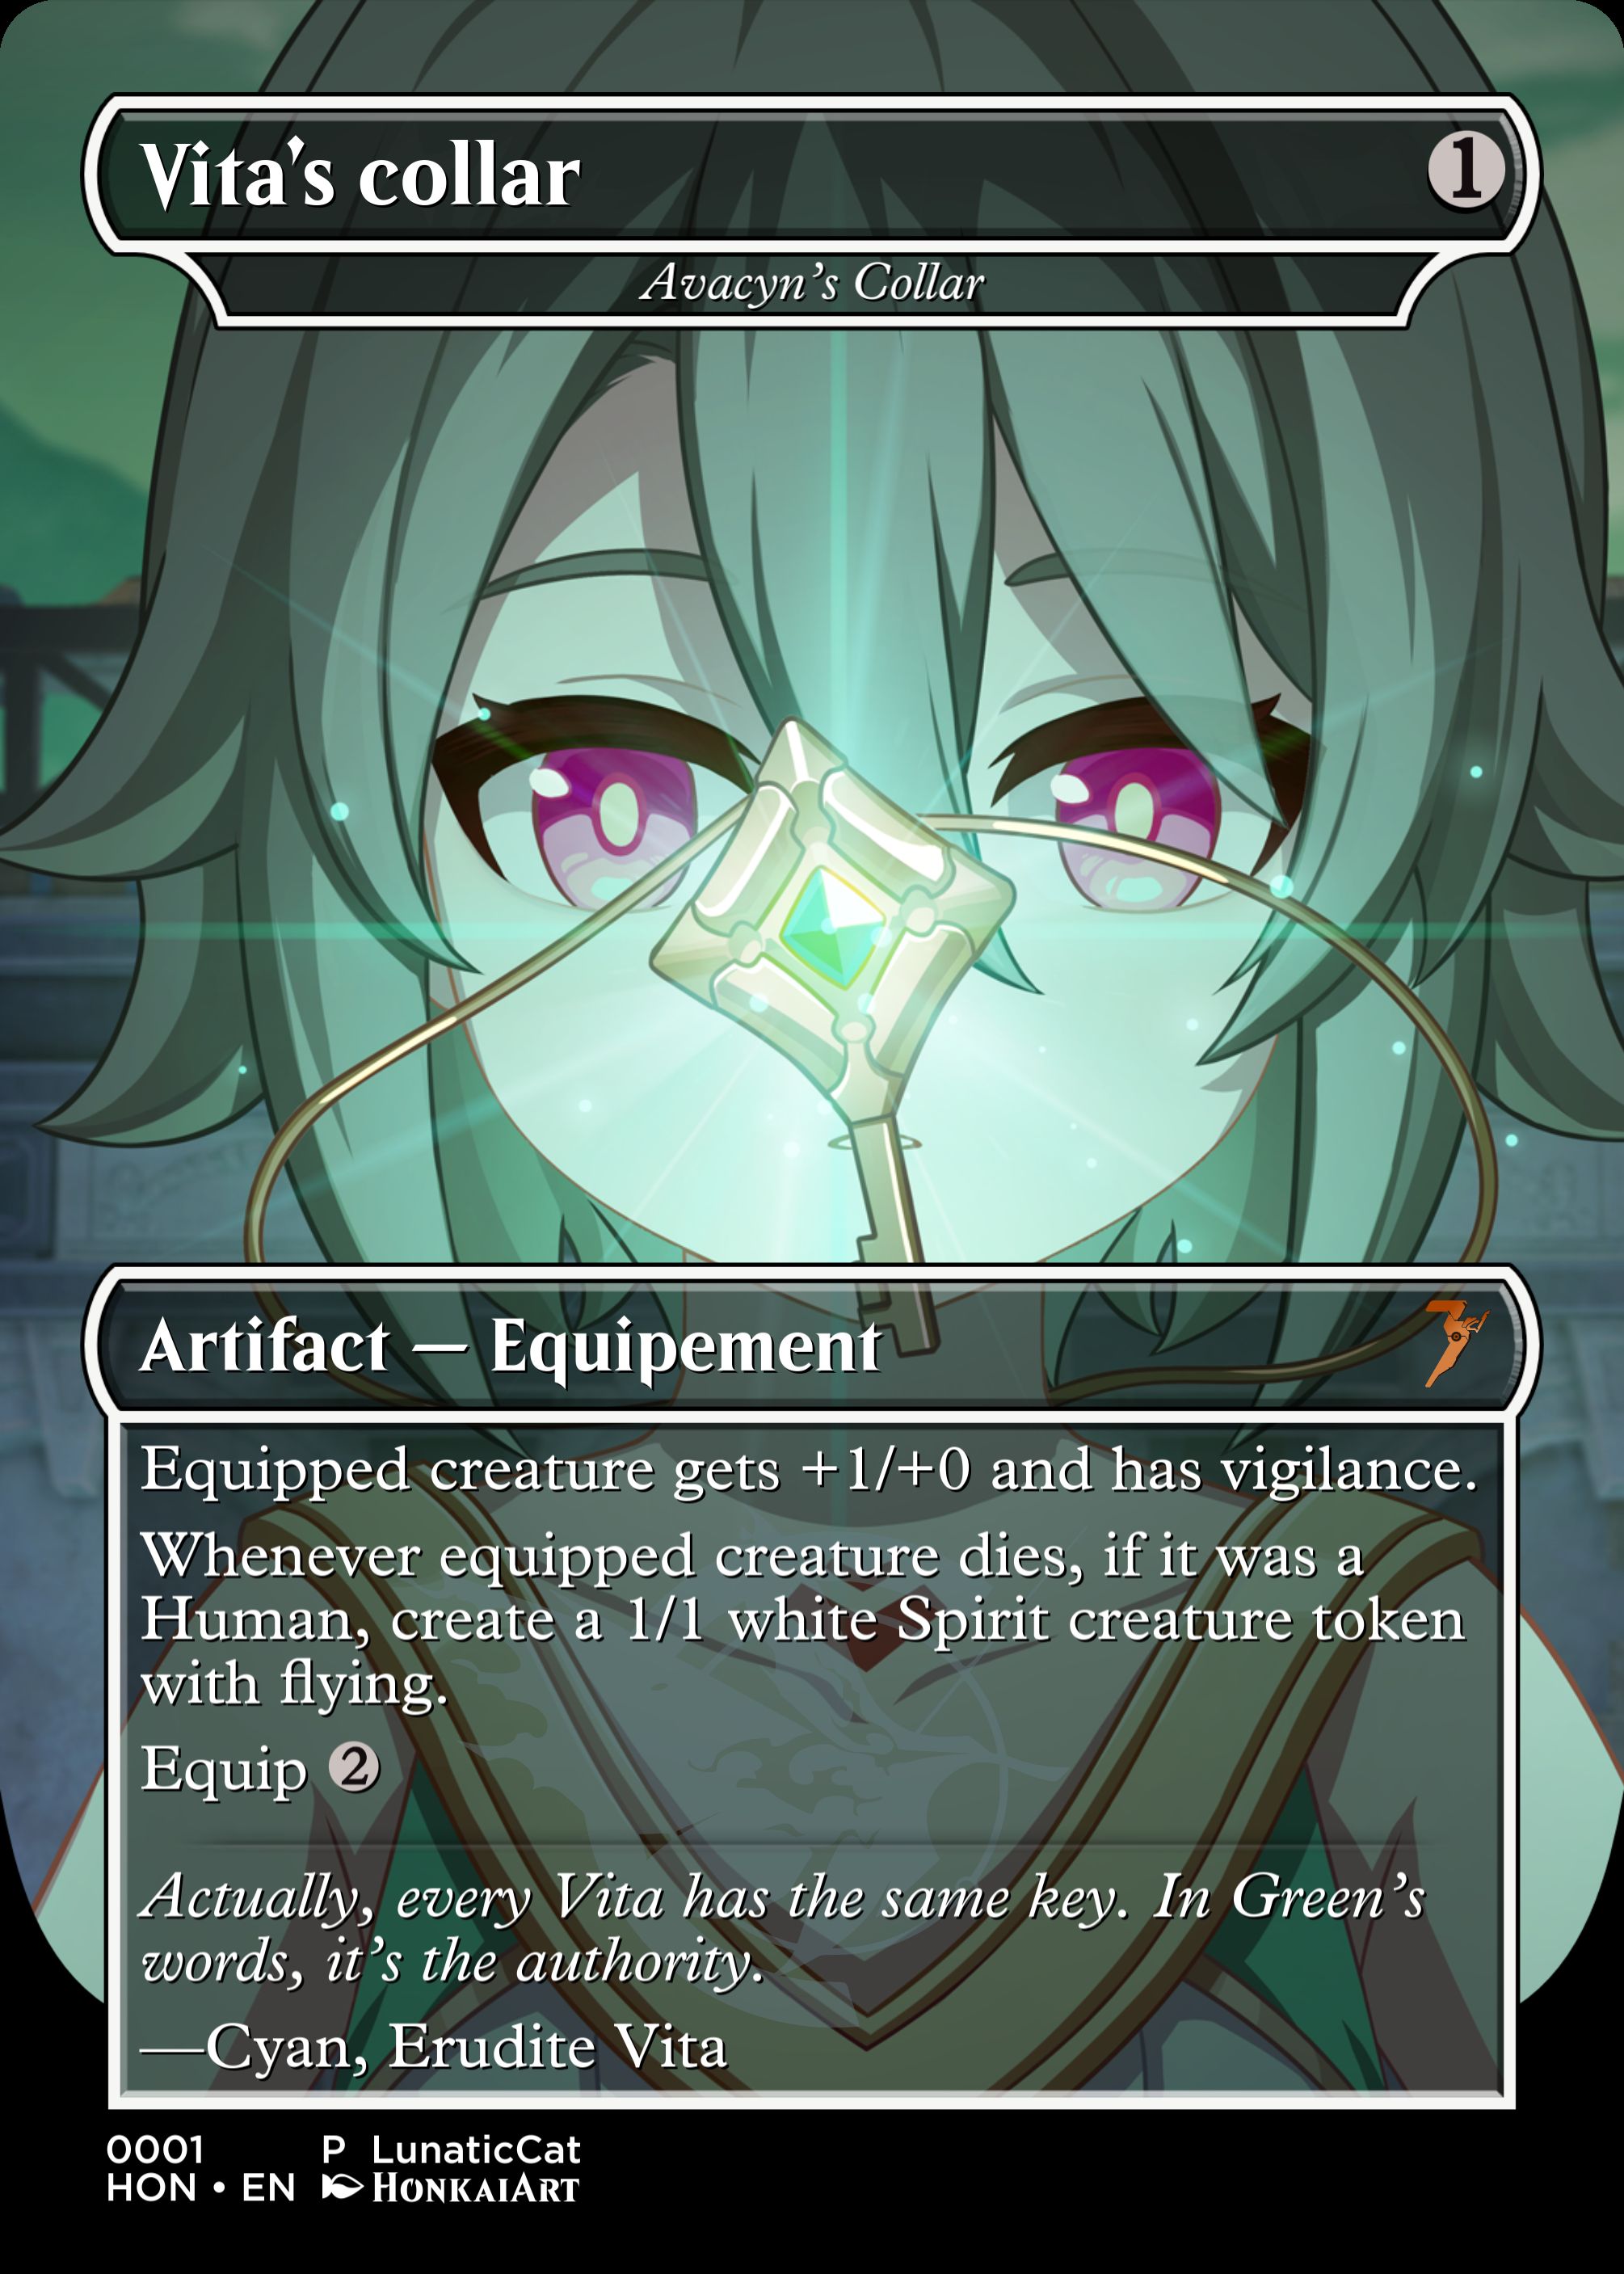 Vita's collar 1
Avacyn's Collar
Artifact — Equipement
Equipped creature gets +1/+0 and has vigilance.
Whenever equipped creature dies, if it was a
Human, create a 1/1 white Spirit creature token
with flying.
Equip 2
Actually, every Vita has the same key. In Green's
words, it's the authority.
—Cyan, Erudite Vita
0001 P LunaticCat
HON • EN HonkaiArt